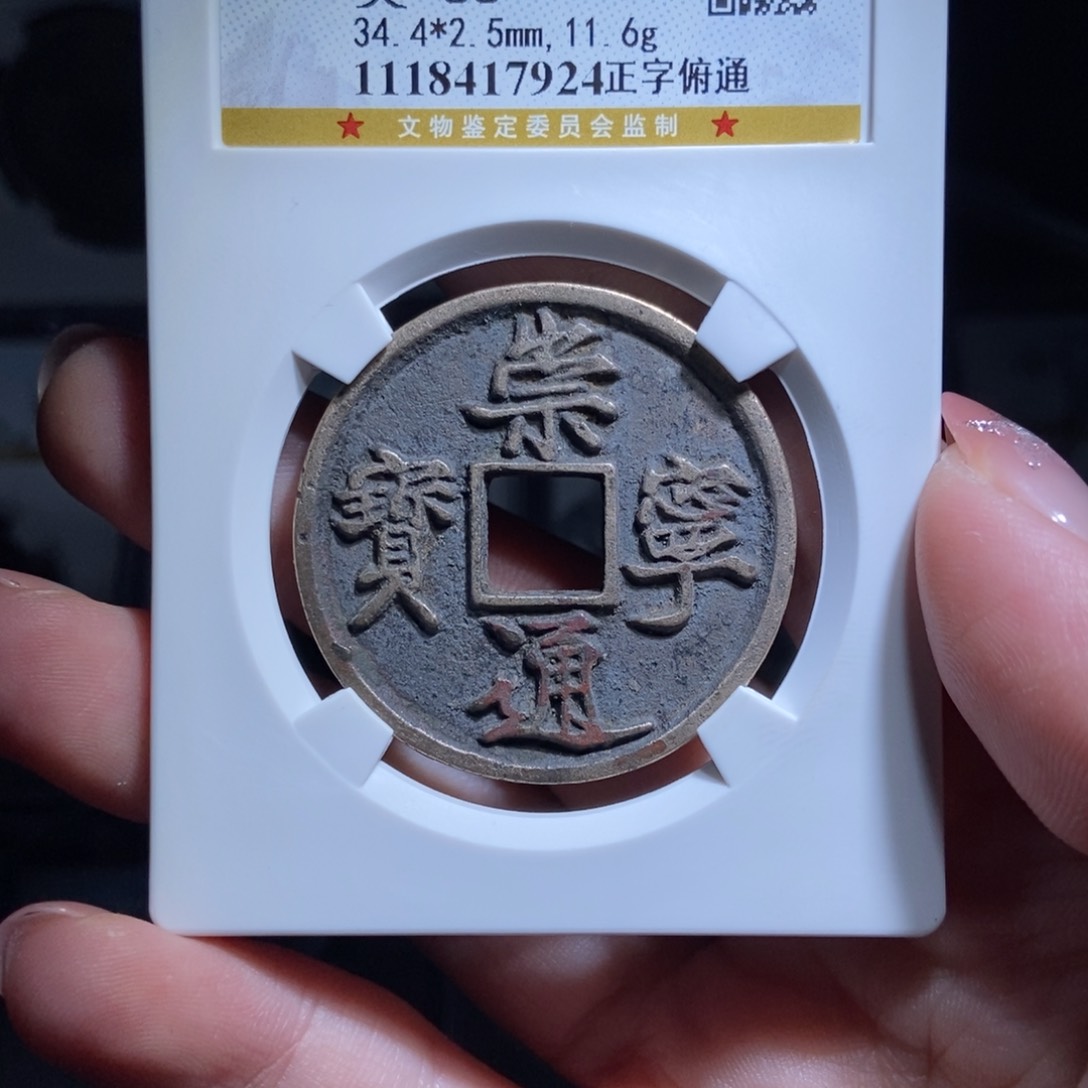 34.4*2.5mm,11.6g
1118417924正字俯通
★ 文物鉴定委员会监制 ★
崇
寧
通
寳